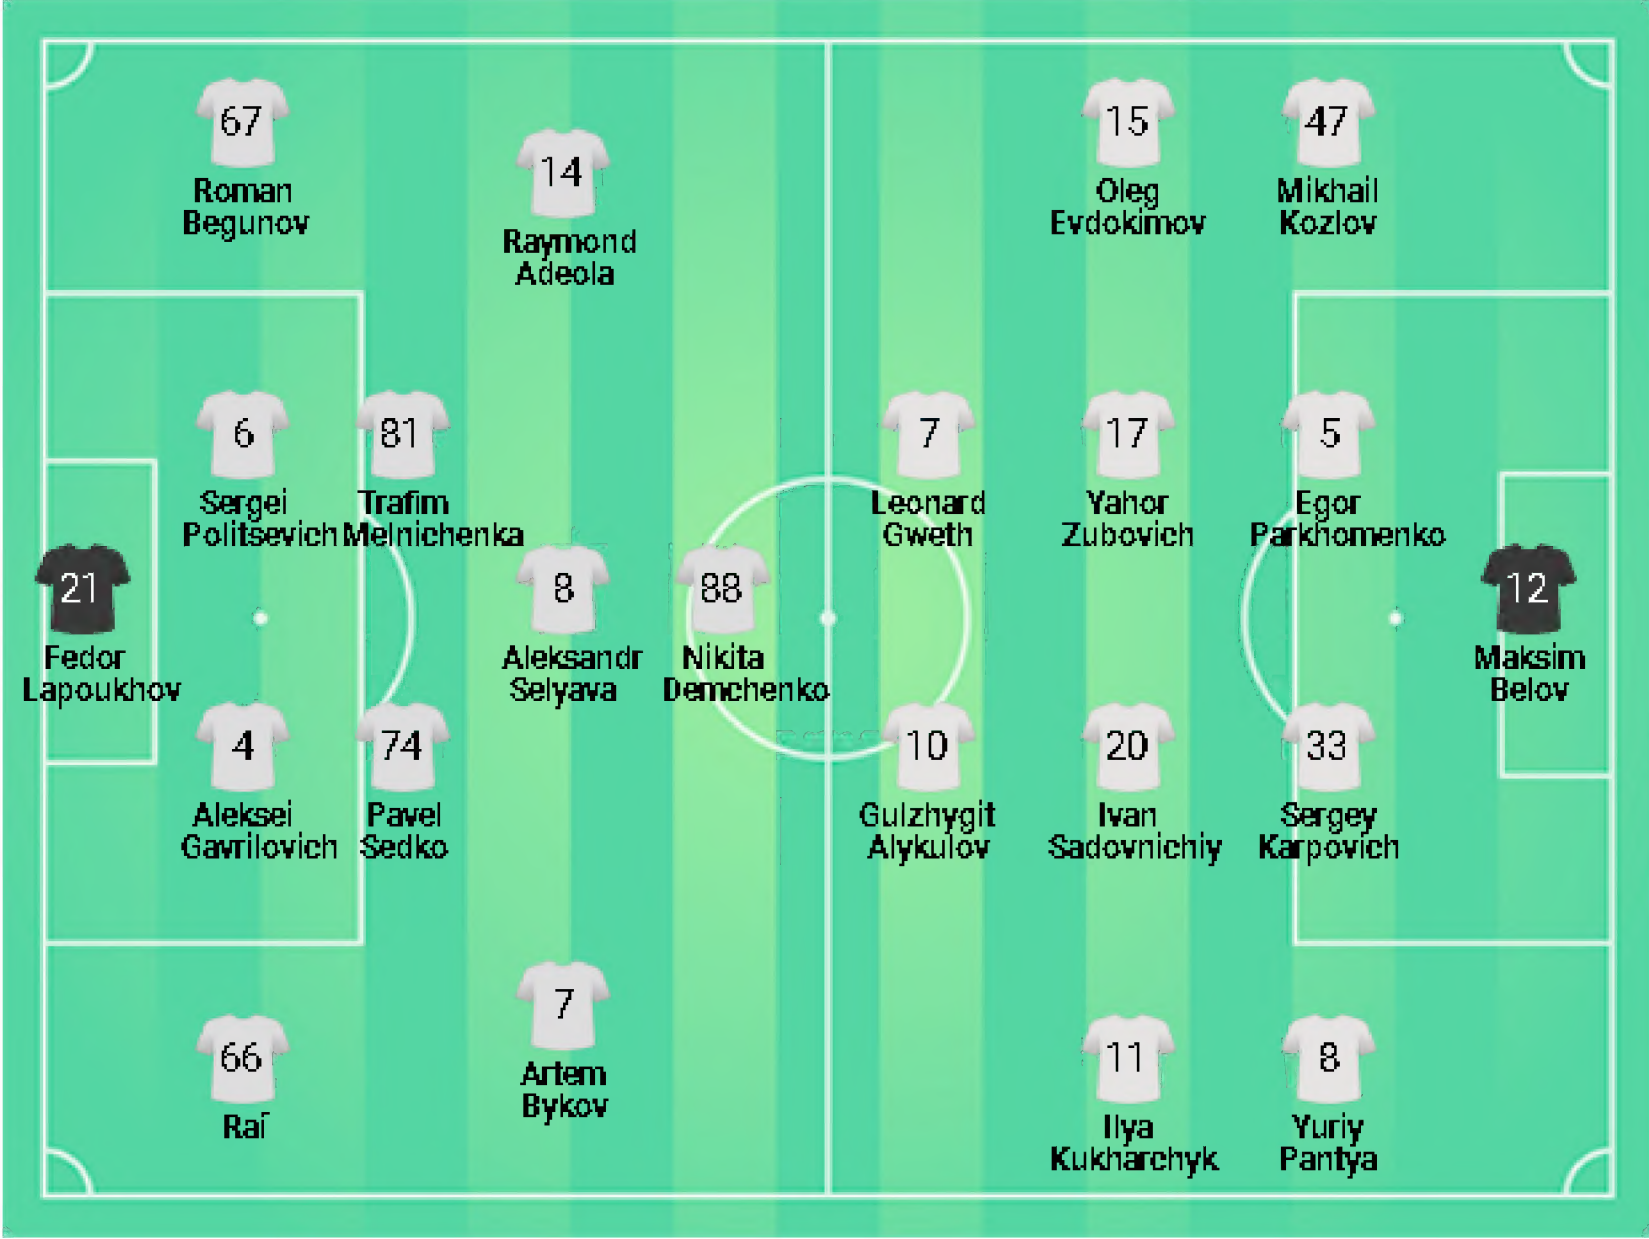 67
Roman
Begunov
14
Raymond
Adeola
15
Oleg
Evdokimov
47
Mikhail
Kozlov
6
Sergei
Politsevich
81
Trafim
Melnichenka
7
Leonard
Gweth
17
Yahor
Zubovich
5
Egor
Parkhomenko
21
Fedor
Lapoukhov
8
Aleksandr
Selyava
88
Nikita
Demchenko
12
Maksim
Belov
4
Aleksei
Gavrilovich
74
Pavel
Sedko
10
Gulzhygit
Alykulov
20
Ivan
Sadovnichiy
33
Sergey
Karpovich
66
Raí
7
Artem
Bykov
11
Ilya
Kukharchyk
8
Yuriy
Pantya